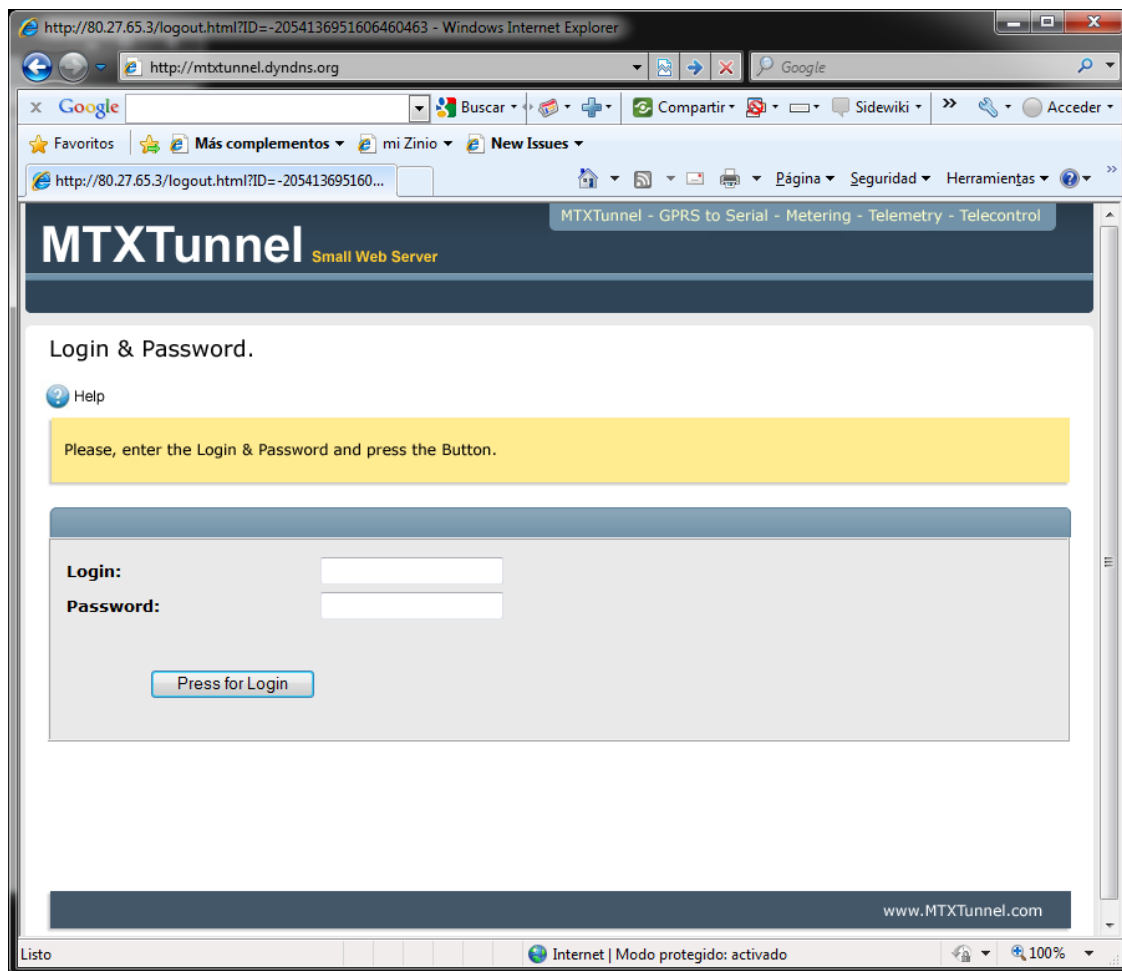 http://80.27.65.3/logout.html?ID=-2054136951606460463 - Windows Internet Explorer
http://mtxtunnel.dyndns.org
Google
x Google Buscar Compartir Sidewiki » Acceder
Favoritos Más complementos mi Zinio New Issues
http://80.27.65.3/logout.html?ID=-205413695160... Página Seguridad Herramientas »
MTXTunnel - GPRS to Serial - Metering - Telemetry - Telecontrol
MTXTunnel Small Web Server
Login & Password.
Help
Please, enter the Login & Password and press the Button.
Login:
Password:
Press for Login
www.MTXTunnel.com
Listo Internet | Modo protegido: activado 100%